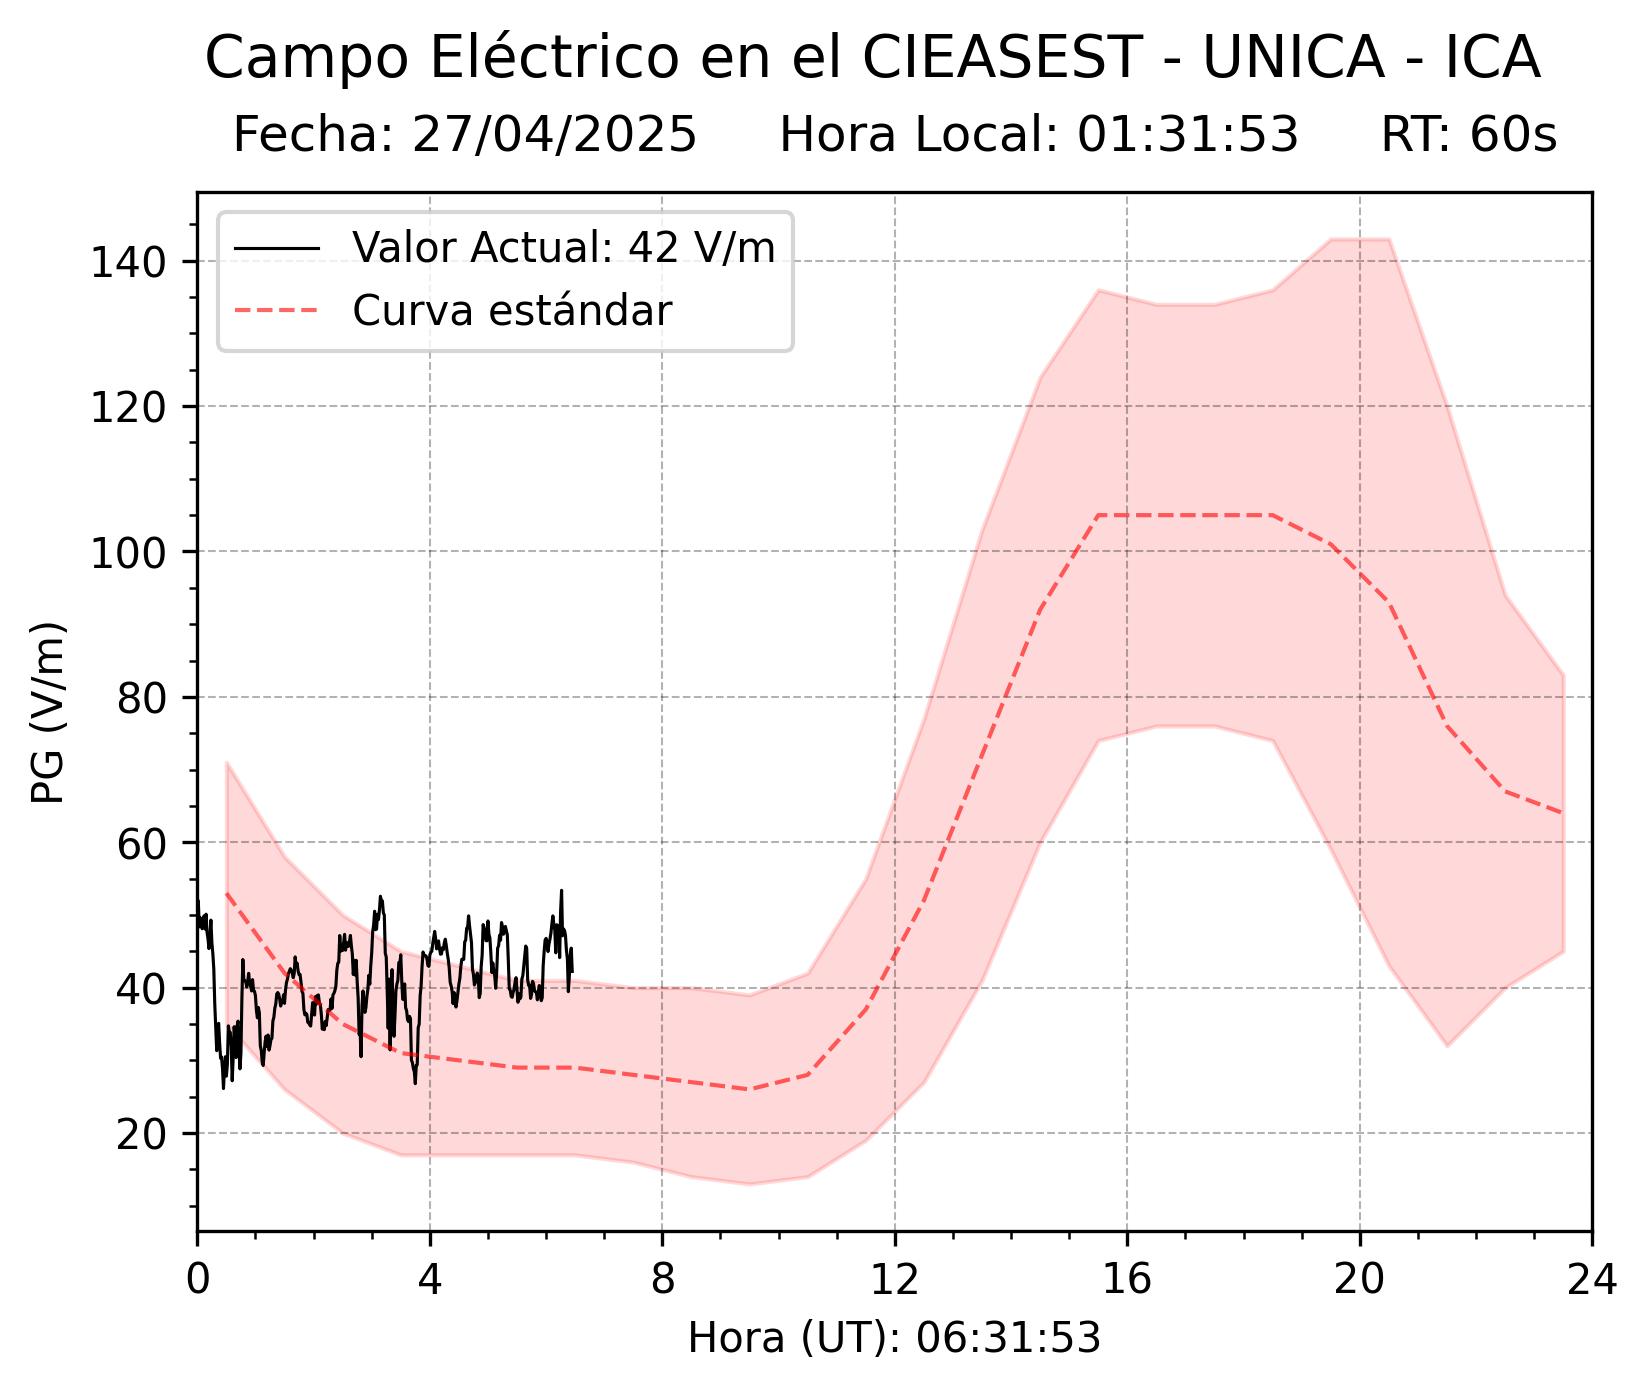 Campo Eléctrico en el CIEASEST - UNICA - ICA
Fecha: 27/04/2025 Hora Local: 01:31:53 RT: 60s
Valor Actual: 42 V/m
Curva estándar
PG (V/m)
140
120
100
80
60
40
20
0 4 8 12 16 20 24
Hora (UT): 06:31:53